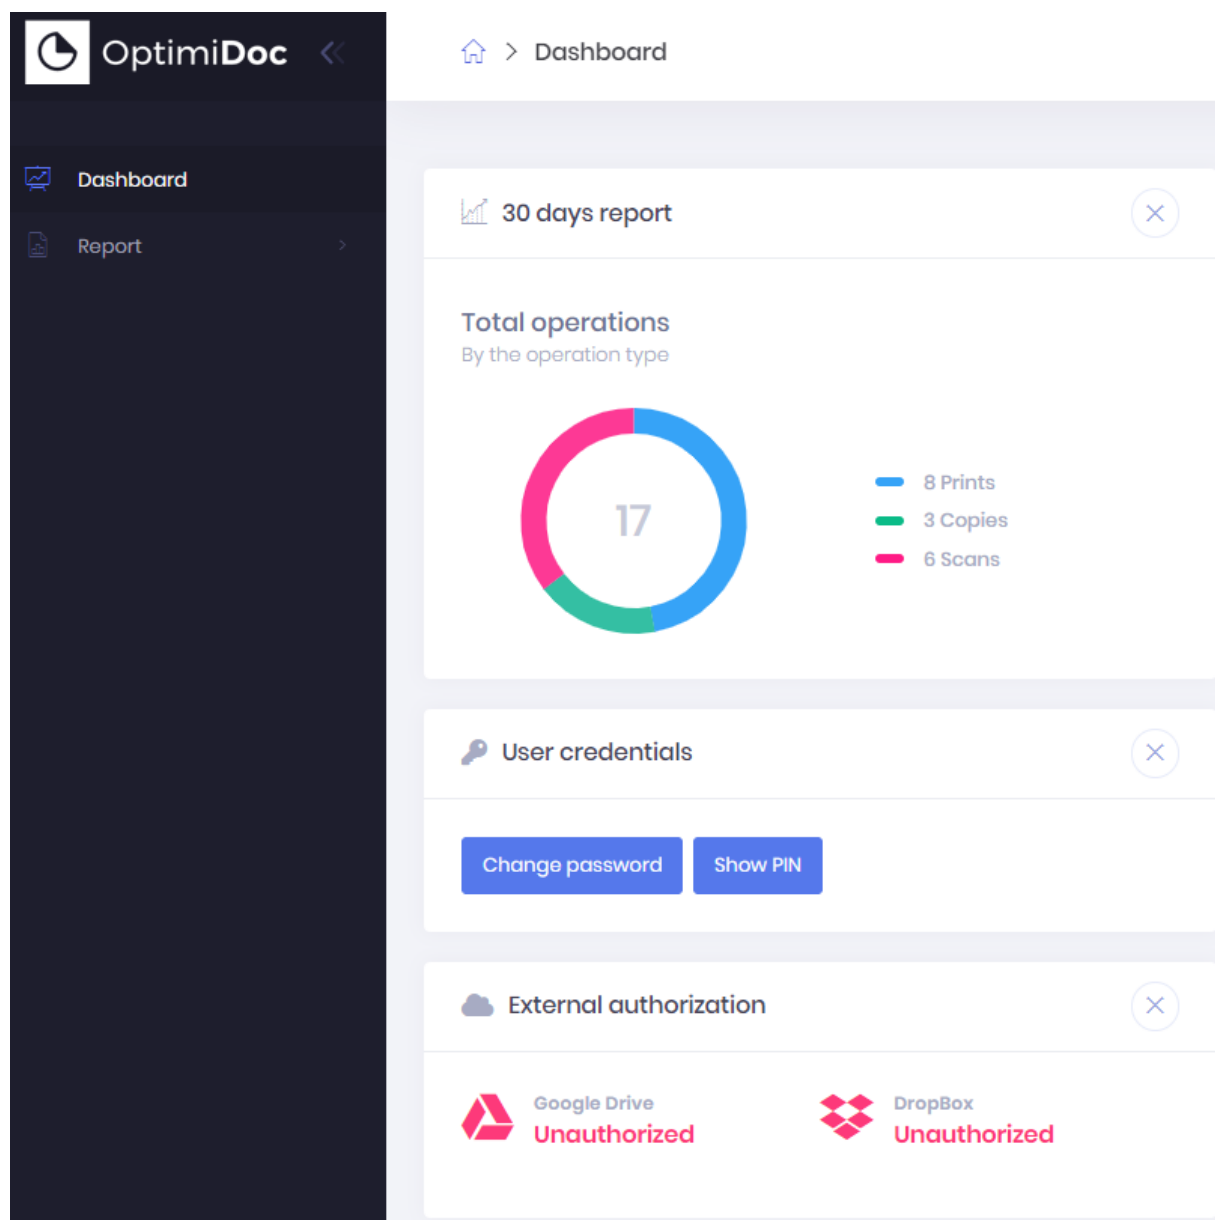 OptimiDoc
Dashboard
Report
> Dashboard
30 days report
Total operations
By the operation type
17
8 Prints
3 Copies
6 Scans
User credentials
Change password
Show PIN
External authorization
Google Drive
Unauthorized
DropBox
Unauthorized